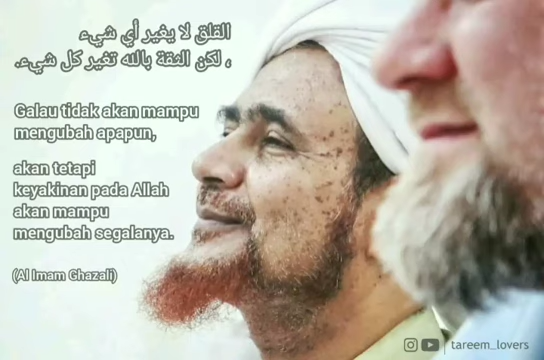 القلق لا يغير أي شيء
، لكن الثقة بالله تغير كل شيء.
Galau tidak akan mampu
mengubah apapun,
akan tetapi
keyakinan pada Allah
akan mampu
mengubah segalanya.
(Al Imam Ghazali)
tareem_lovers